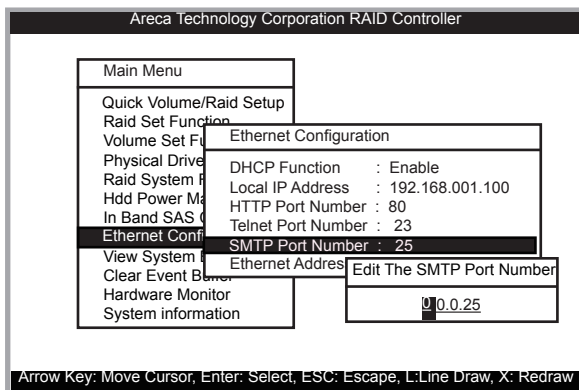 Areca Technology Corporation RAID Controller
Main Menu
Quick Volume/Raid Setup
Raid Set Function
Volume Set Fu
Physical Drive
Raid System F
Hdd Power Ma
In Band SAS
Ethernet Conf
View System
Clear Event Buffer
Hardware Monitor
System information
Ethernet Configuration
DHCP Function : Enable
Local IP Address : 192.168.001.100
HTTP Port Number : 80
Telnet Port Number : 23
SMTP Port Number : 25
Ethernet Addres
Edit The SMTP Port Number
0 0.0.25
Arrow Key: Move Cursor, Enter: Select, ESC: Escape, L:Line Draw, X: Redraw